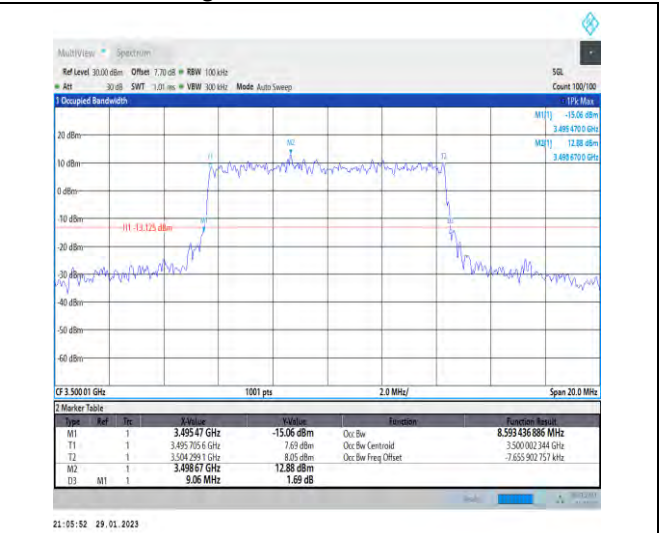 MultiView Spectrum
Ref Level 30.00 dBm Offset 7.70 dB RBW 100 kHz SGL
Att 30 dB SWT 1.01 ms VBW 300 kHz Mode Auto Sweep Count 100/100
1 Occupied Bandwidth 1Pk Max
M1[1] -15.06 dBm
3.495 470 0 GHz
20 dBm M2[1] 12.88 dBm
M2
3.498 670 0 GHz
10 dBm T1 T2
0 dBm
-10 dBm
M1
H1 -13.125 dBm
-20 dBm
-30 dBm
-40 dBm
-50 dBm
-60 dBm
CF 3.500 01 GHz 1001 pts 2.0 MHz/ Span 20.0 MHz
2 Marker Table
Type Ref Trc X-Value Y-Value Function Function Result
M1 1 3.495 47 GHz -15.06 dBm Occ Bw 8.593 436 886 MHz
T1 1 3.495 705 6 GHz 7.69 dBm Occ Bw Centroid 3.500 002 344 GHz
T2 1 3.504 299 1 GHz 8.05 dBm Occ Bw Freq Offset -7.655 902 757 kHz
M2 1 3.498 67 GHz 12.88 dBm
D3 M1 1 9.06 MHz 1.69 dB
21:05:52 29.01.2023